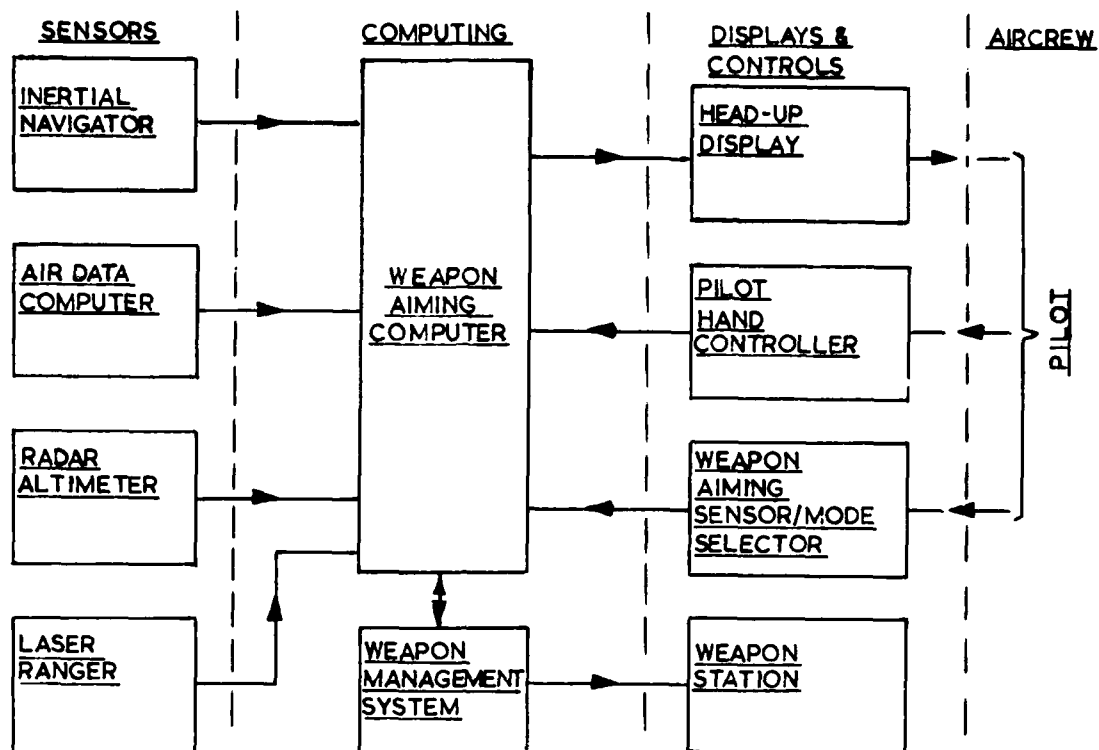 SENSORS
COMPUTING
DISPLAYS &
CONTROLS
AIRCREW
INERTIAL
NAVIGATOR
AIR DATA
COMPUTER
RADAR
ALTIMETER
LASER
RANGER
WEAPON
AIMING
COMPUTER
WEAPON
MANAGEMENT
SYSTEM
HEAD-UP
DISPLAY
PILOT
HAND
CONTROLLER
WEAPON
AIMING
SENSOR/MODE
SELECTOR
WEAPON
STATION
PILOT